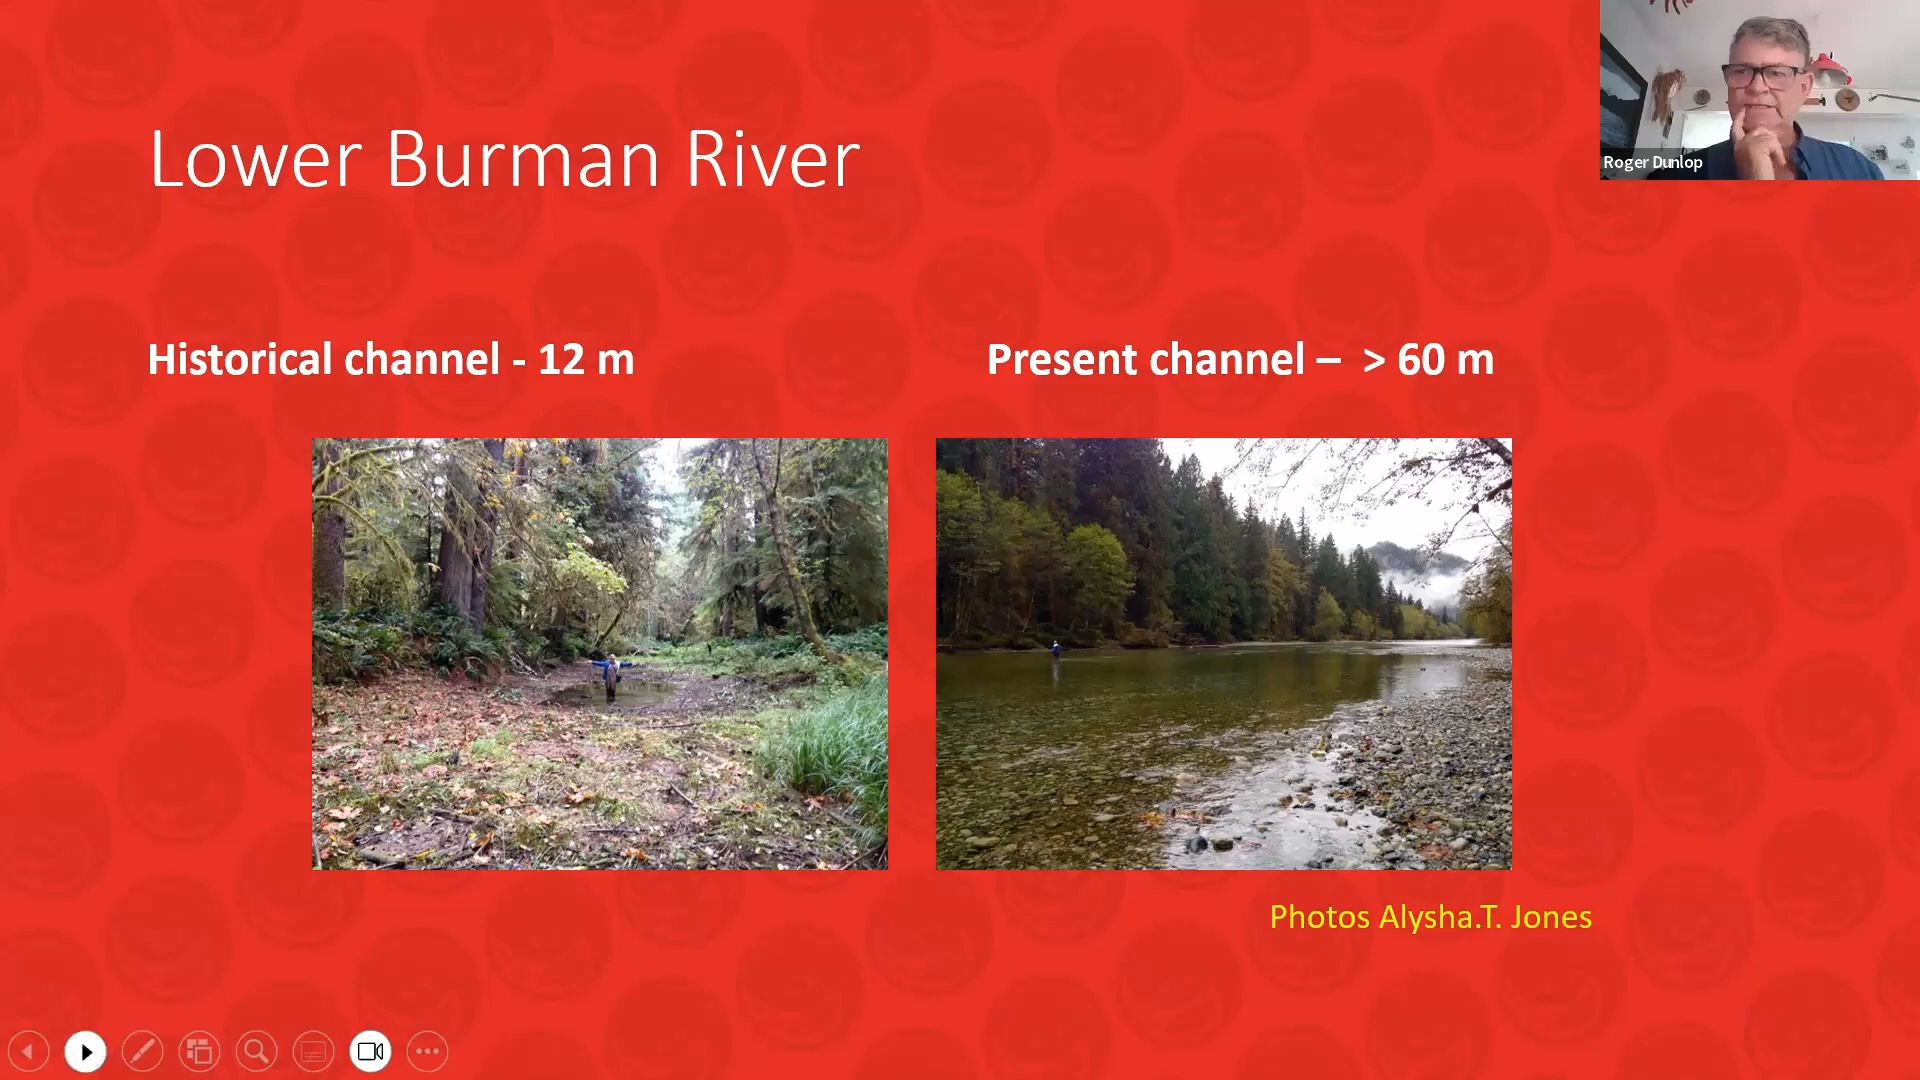 Lower Burman River
Roger Dunlop
Historical channel - 12 m
Present channel – > 60 m
Photos Alysha.T. Jones